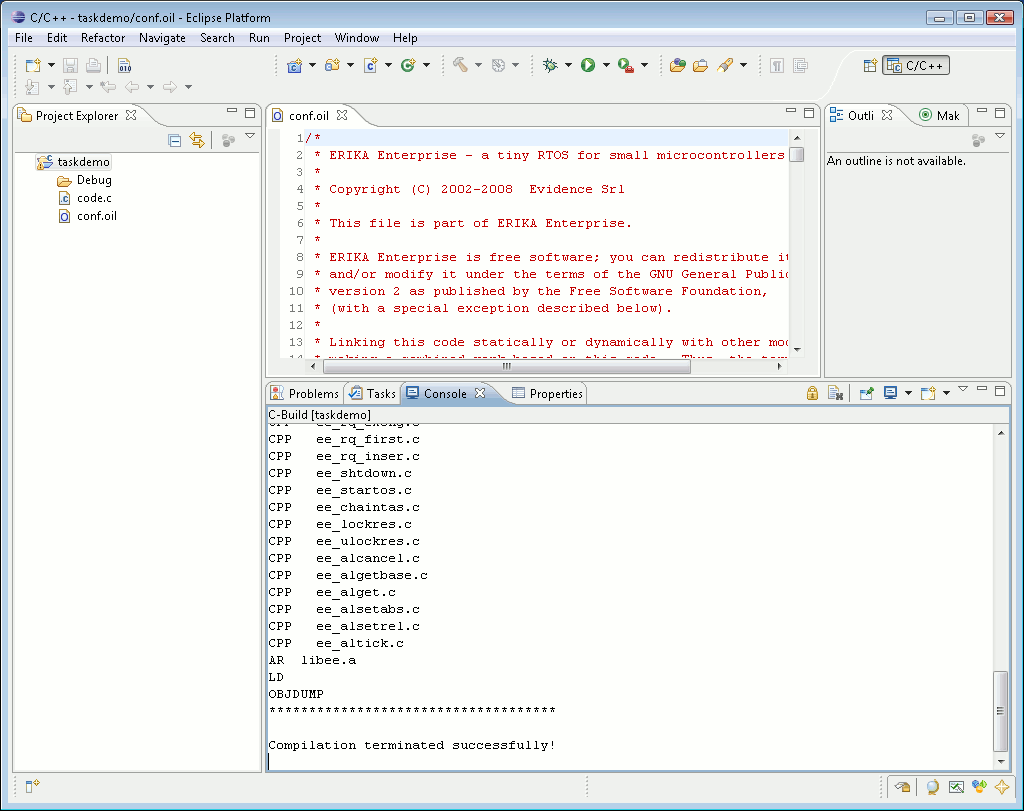 C/C++ - taskdemo/conf.oil - Eclipse Platform
File Edit Refactor Navigate Search Run Project Window Help
010
C/C++
Project Explorer
taskdemo
Debug
code.c
conf.oil
conf.oil
1 /*
2 * ERIKA Enterprise - a tiny RTOS for small microcontrollers
3 *
4 * Copyright (C) 2002-2008  Evidence Srl
5 *
6 * This file is part of ERIKA Enterprise.
7 *
8 * ERIKA Enterprise is free software; you can redistribute it
9 * and/or modify it under the terms of the GNU General Public
10 * version 2 as published by the Free Software Foundation,
11 * (with a special exception described below).
12 *
13 * Linking this code statically or dynamically with other mod
Outli
Mak
An outline is not available.
Problems Tasks Console Properties
C-Build [taskdemo]
CPP ee_rq_exchg.c
CPP ee_rq_first.c
CPP ee_rq_inser.c
CPP ee_shtdown.c
CPP ee_startos.c
CPP ee_chaintas.c
CPP ee_lockres.c
CPP ee_ulockres.c
CPP ee_alcancel.c
CPP ee_algetbase.c
CPP ee_alget.c
CPP ee_alsetabs.c
CPP ee_alsetrel.c
CPP ee_altick.c
AR libee.a
LD
OBJDUMP
************************************
Compilation terminated successfully!